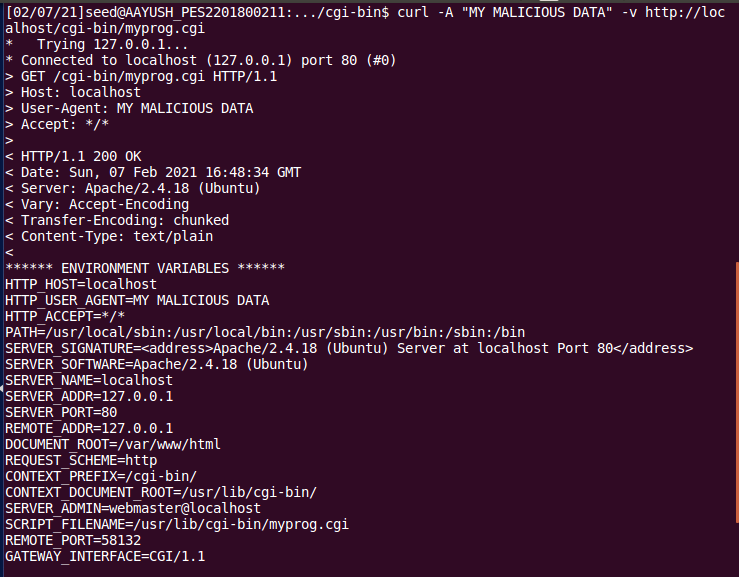 [02/07/21]seed@AAYUSH_PES2201800211:.../cgi-bin$ curl -A "MY MALICIOUS DATA" -v http://loc
alhost/cgi-bin/myprog.cgi
*   Trying 127.0.0.1...
* Connected to localhost (127.0.0.1) port 80 (#0)
> GET /cgi-bin/myprog.cgi HTTP/1.1
> Host: localhost
> User-Agent: MY MALICIOUS DATA
> Accept: */*
>
< HTTP/1.1 200 OK
< Date: Sun, 07 Feb 2021 16:48:34 GMT
< Server: Apache/2.4.18 (Ubuntu)
< Vary: Accept-Encoding
< Transfer-Encoding: chunked
< Content-Type: text/plain
<
****** ENVIRONMENT VARIABLES ******
HTTP_HOST=localhost
HTTP_USER_AGENT=MY MALICIOUS DATA
HTTP_ACCEPT=*/*
PATH=/usr/local/sbin:/usr/local/bin:/usr/sbin:/usr/bin:/sbin:/bin
SERVER_SIGNATURE=<address>Apache/2.4.18 (Ubuntu) Server at localhost Port 80</address>
SERVER_SOFTWARE=Apache/2.4.18 (Ubuntu)
SERVER_NAME=localhost
SERVER_ADDR=127.0.0.1
SERVER_PORT=80
REMOTE_ADDR=127.0.0.1
DOCUMENT_ROOT=/var/www/html
REQUEST_SCHEME=http
CONTEXT_PREFIX=/cgi-bin/
CONTEXT_DOCUMENT_ROOT=/usr/lib/cgi-bin/
SERVER_ADMIN=webmaster@localhost
SCRIPT_FILENAME=/usr/lib/cgi-bin/myprog.cgi
REMOTE_PORT=58132
GATEWAY_INTERFACE=CGI/1.1